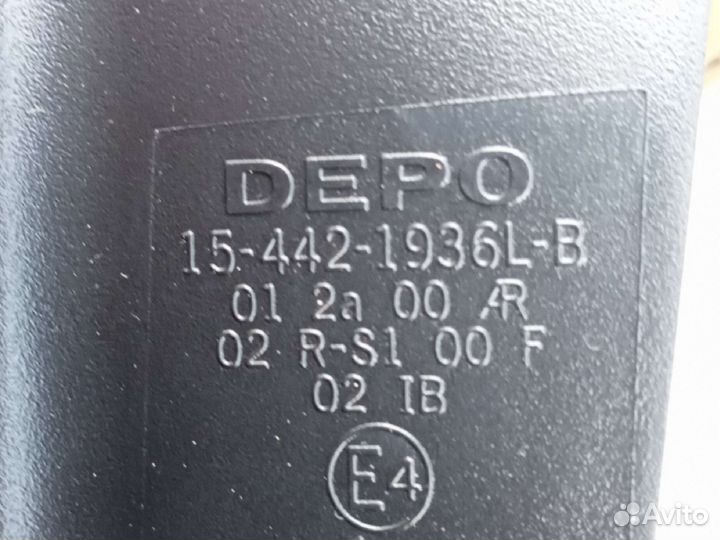 DEPO
15-442-1936L-B
01 2a 00 AR
02 R-S1 00 F
02 IB
E4
Avito